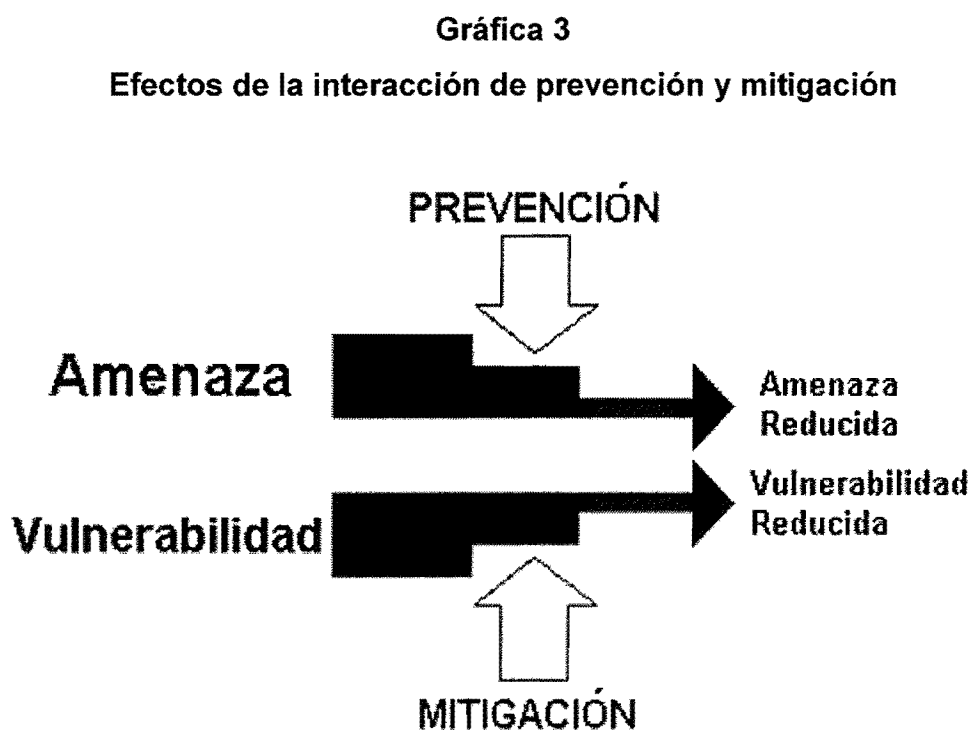 Gráfica 3
Efectos de la interacción de prevención y mitigación
PREVENCIÓN
Amenaza
Amenaza
Reducida
Vulnerabilidad
Vulnerabilidad
Reducida
MITIGACIÓN